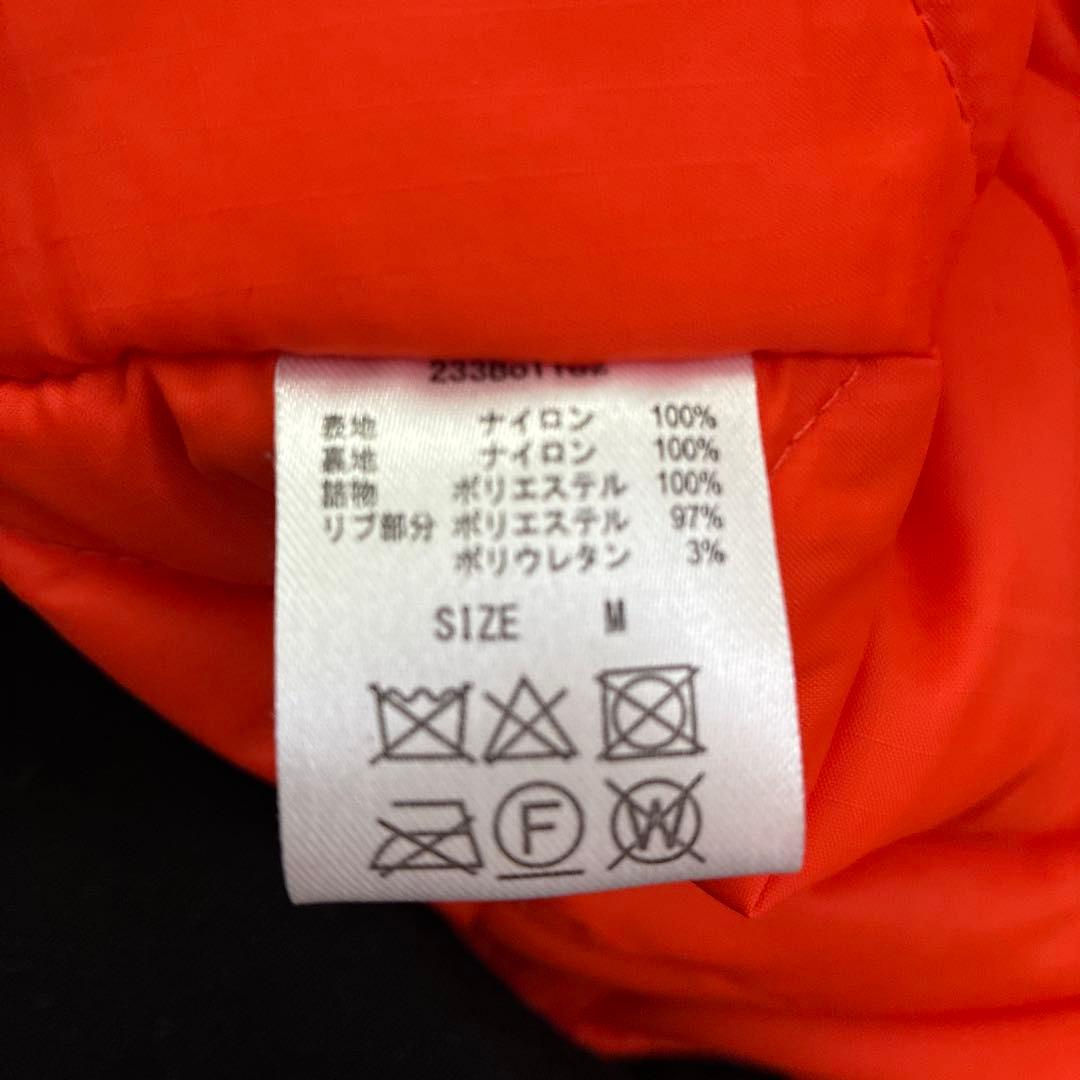 表地 ナイロン 100%
裏地 ナイロン 100%
詰物 ポリエステル 100%
リブ部分 ポリエステル 97%
ポリウレタン 3%
SIZE M
F W